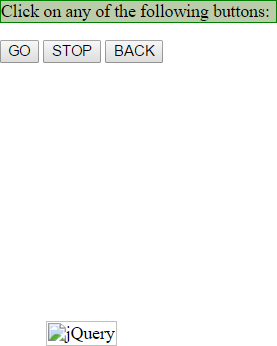 Click on any of the following buttons:
GO STOP BACK
jQuery